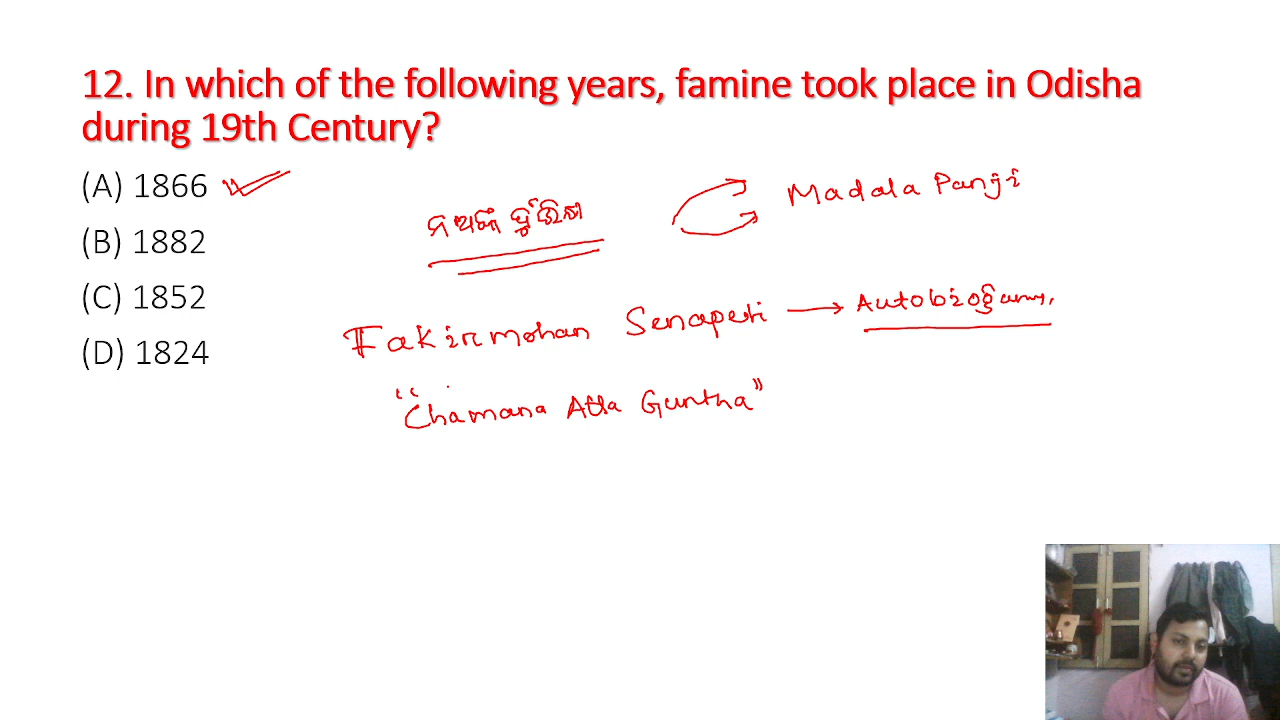 12. In which of the following years, famine took place in Odisha
during 19th Century?
(A) 1866
(B) 1882
(C) 1852
(D) 1824
ନଅଙ୍କ ଦୁର୍ଭିକ୍ଷ
Madala Panji
Fakirmohan Senapati → 
"Chamana Atha Guntha"